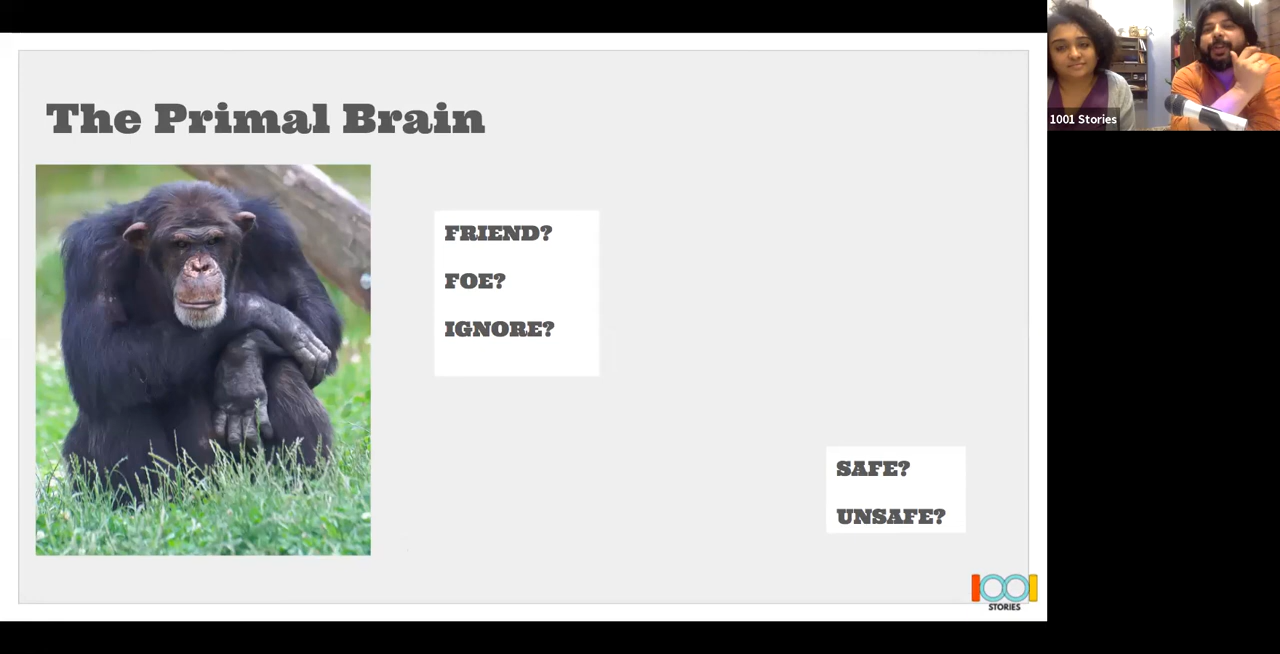 The Primal Brain
FRIEND?
FOE?
IGNORE?
SAFE?
UNSAFE?
1001
STORIES
1001 Stories